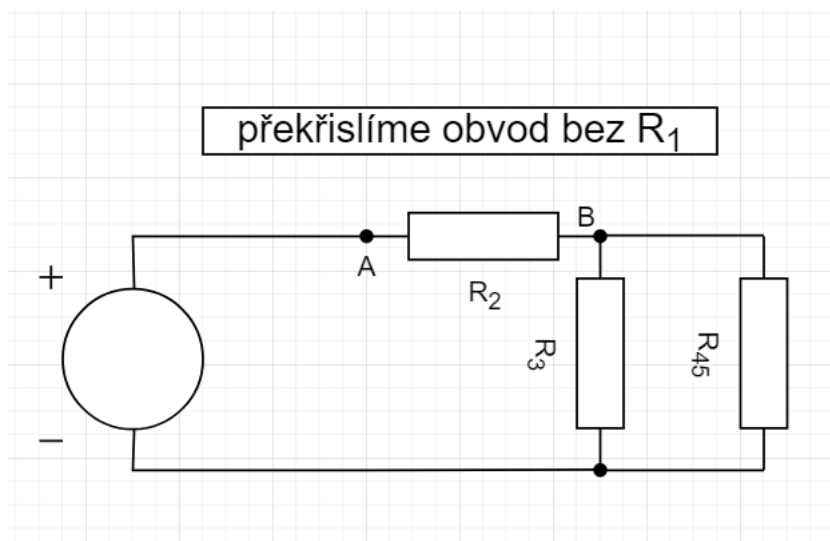 překřislíme obvod bez R₁
B
+
A
R₂
R₃
R₄₅
−